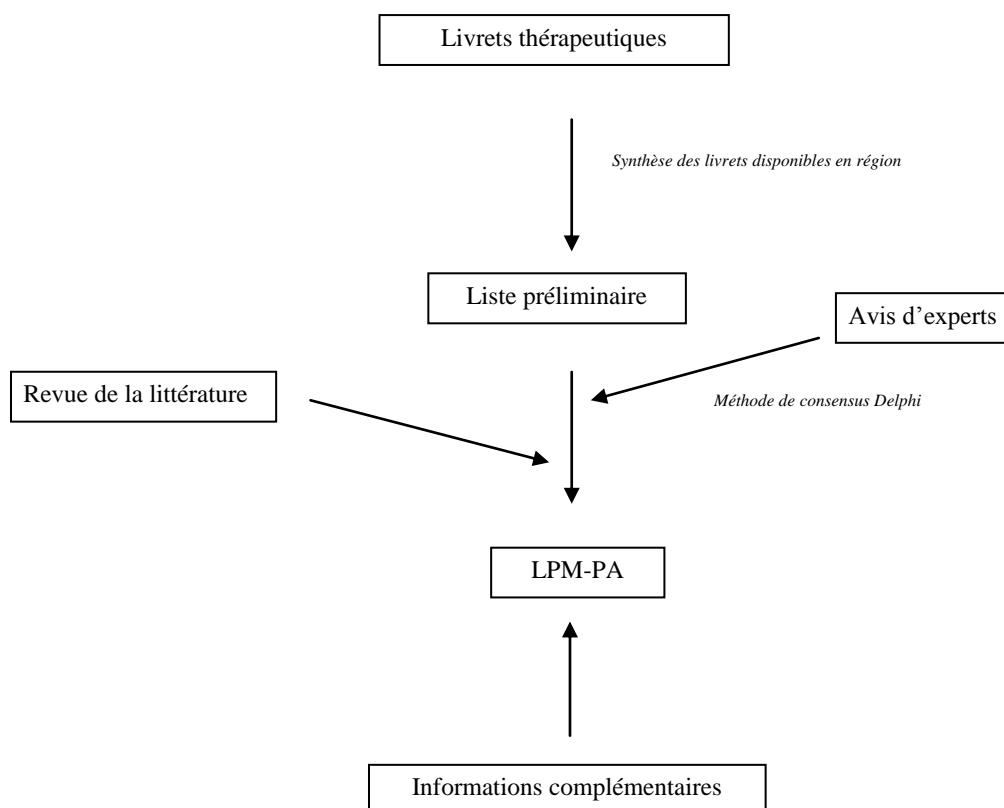 Livrets thérapeutiques
Synthèse des livrets disponibles en région
Liste préliminaire
Avis d’experts
Revue de la littérature
Méthode de consensus Delphi
LPM-PA
Informations complémentaires